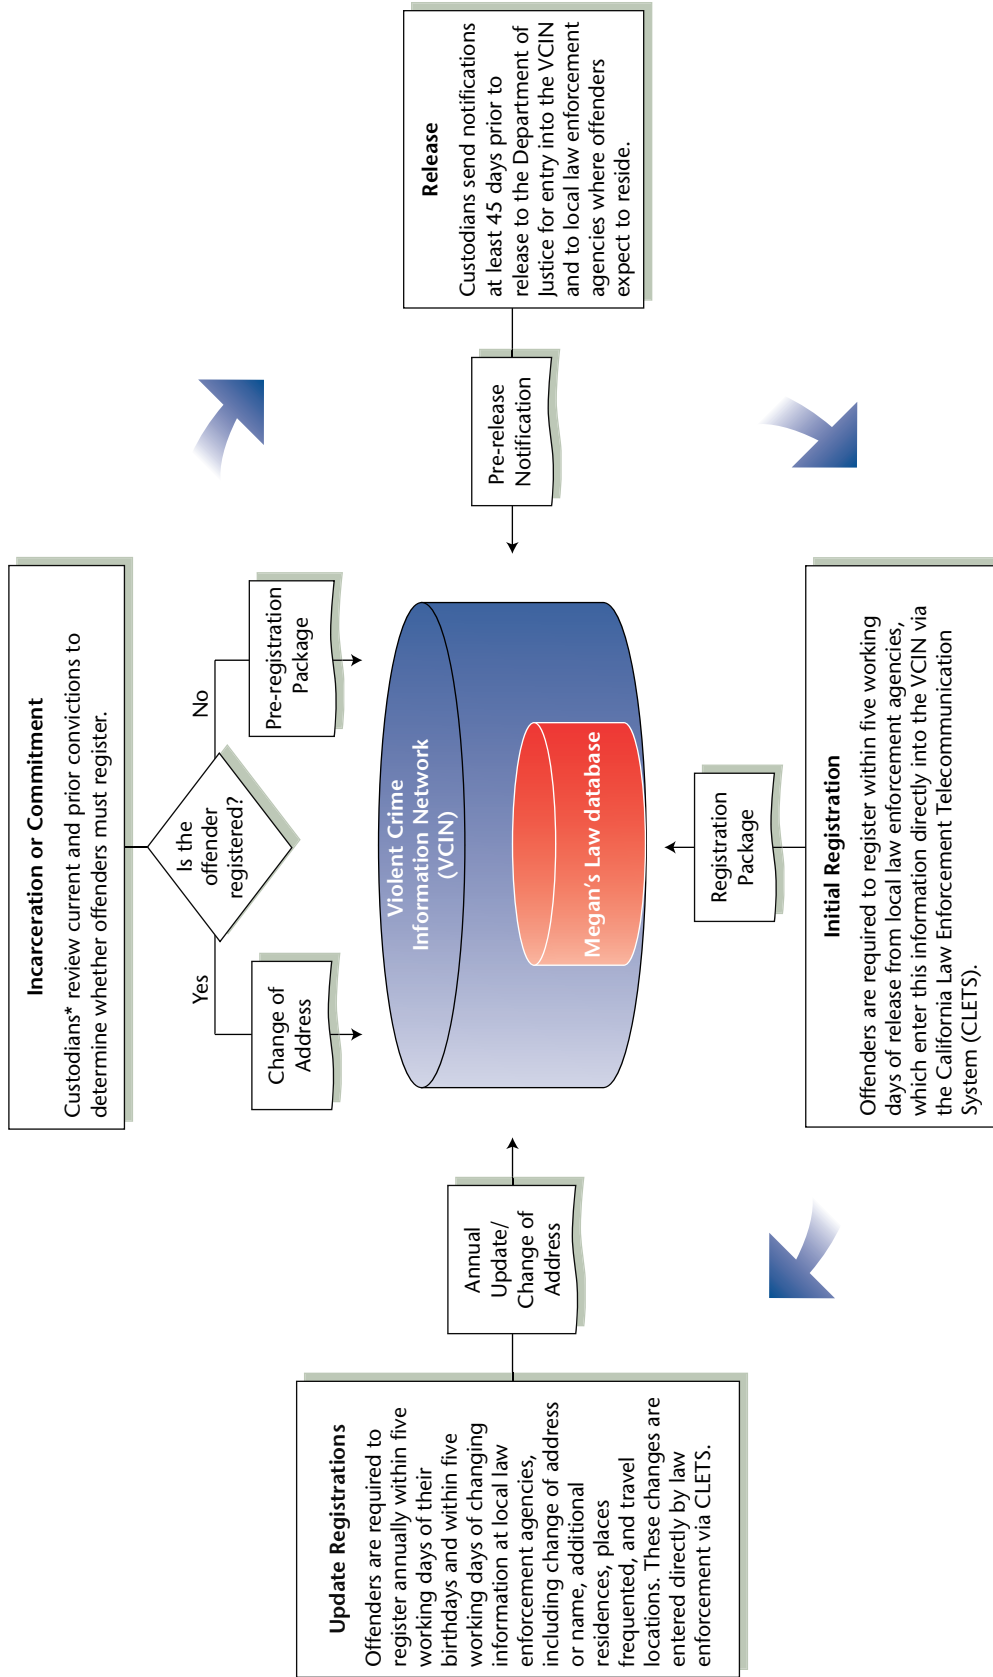 Incarceration or Commitment
Custodians* review current and prior convictions to
determine whether offenders must register.
Is the
offender
registered?
Yes
No
Change of
Address
Pre-registration
Package
Violent Crime
Information Network
(VCIN)
Megan's Law database
Release
Custodians send notifications
at least 45 days prior to
release to the Department of
Justice for entry into the VCIN
and to local law enforcement
agencies where offenders
expect to reside.
Pre-release
Notification
Registration
Package
Initial Registration
Offenders are required to register within five working
days of release from local law enforcement agencies,
which enter this information directly into the VCIN via
the California Law Enforcement Telecommunication
System (CLETS).
Annual
Update/
Change of
Address
Update Registrations
Offenders are required to
register annually within five
working days of their
birthdays and within five
working days of changing
information at local law
enforcement agencies,
including change of address
or name, additional
residences, places
frequented, and travel
locations. These changes are
entered directly by law
enforcement via CLETS.